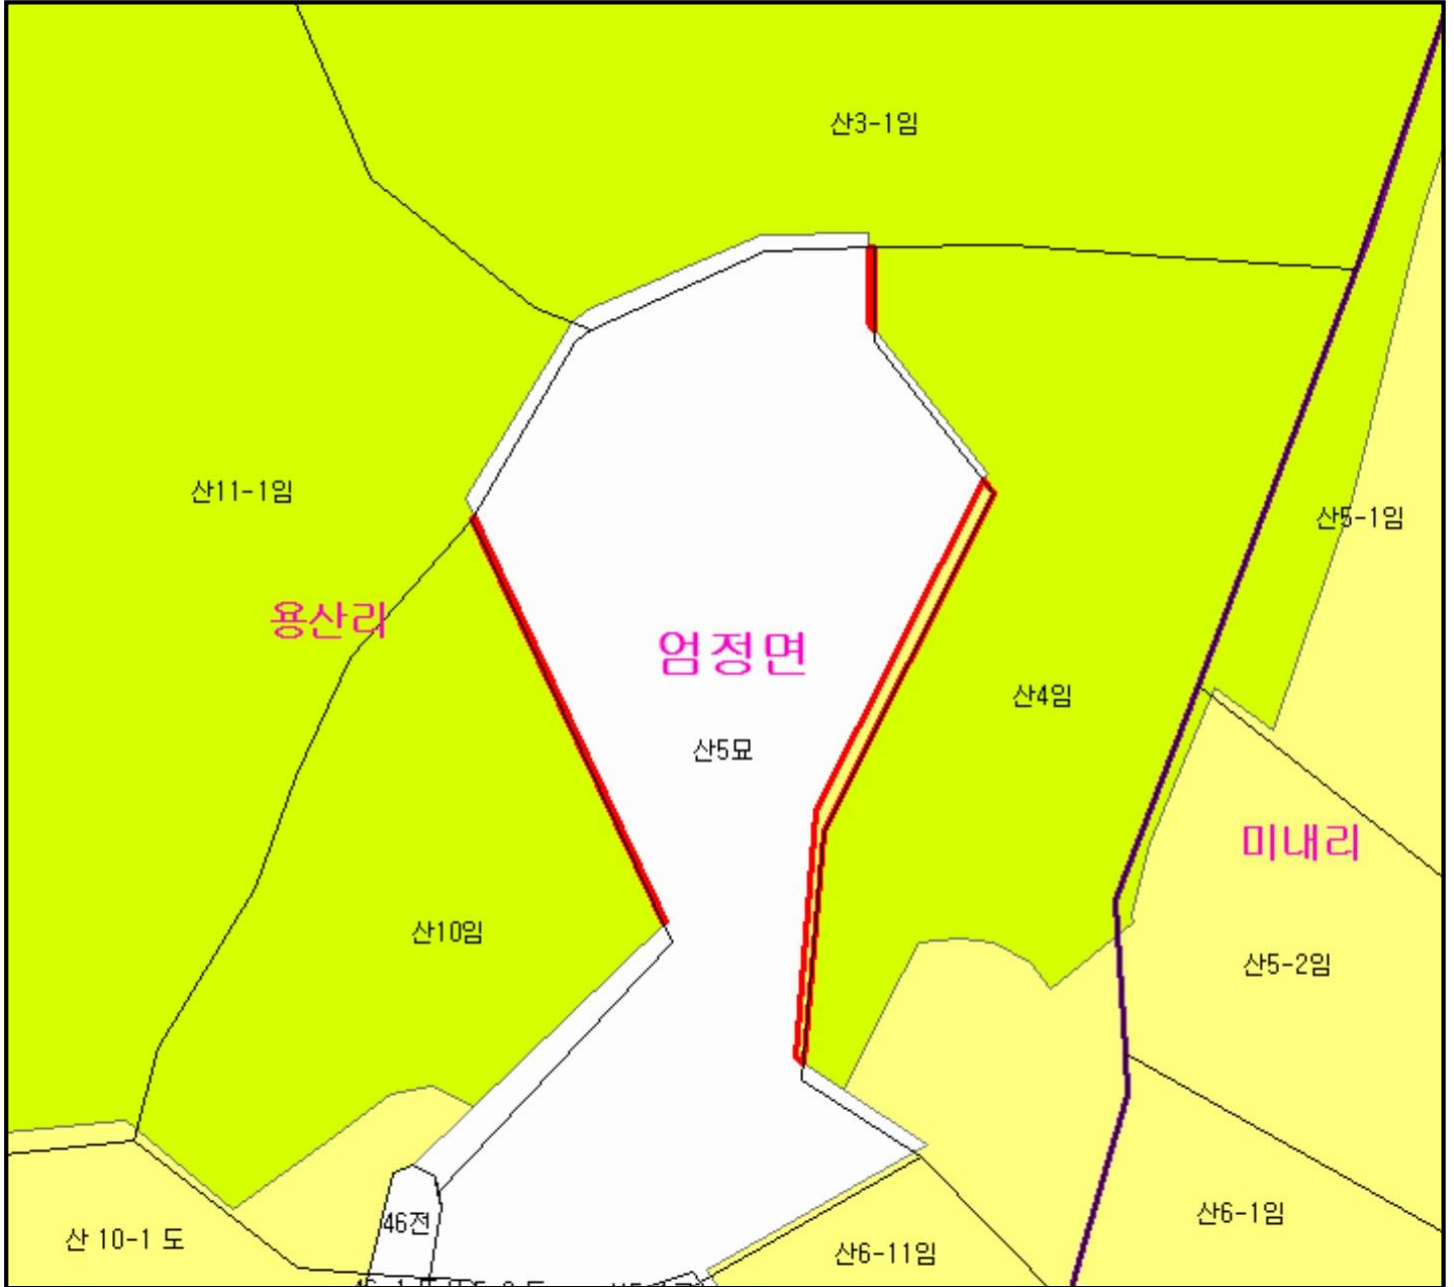 산3-1임
산11-1임
산5-1임
용산리
엄정면
산4임
산5묘
미내리
산10임
산5-2임
46전
산6-1임
산 10-1 도
산6-11임